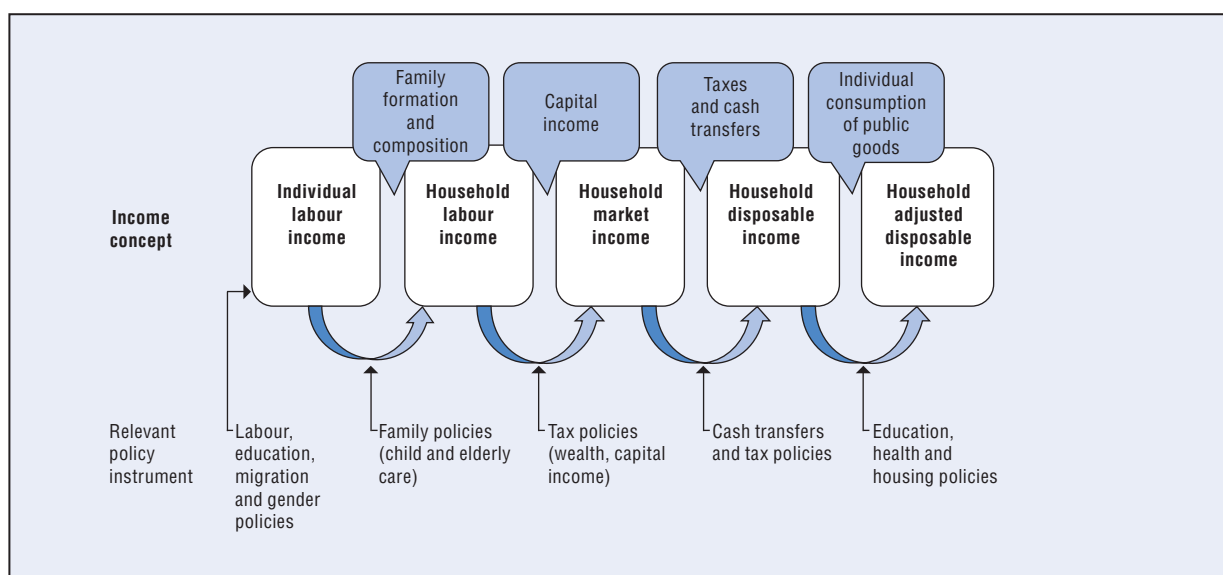 Family
formation
and
composition
Capital
income
Taxes
and cash
transfers
Individual
consumption
of public
goods
Income
concept
Individual
labour
income
Household
labour
income
Household
market
income
Household
disposable
income
Household
adjusted
disposable
income
Relevant
policy
instrument
Labour,
education,
migration
and gender
policies
Family policies
(child and elderly
care)
Tax policies
(wealth, capital
income)
Cash transfers
and tax policies
Education,
health and
housing policies